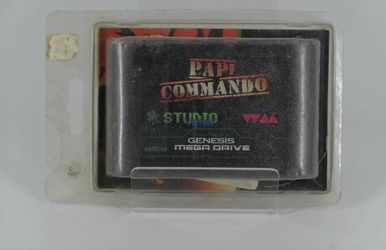 PAPI
COMMANDO
STUDIO
GENESIS
MEGA DRIVE